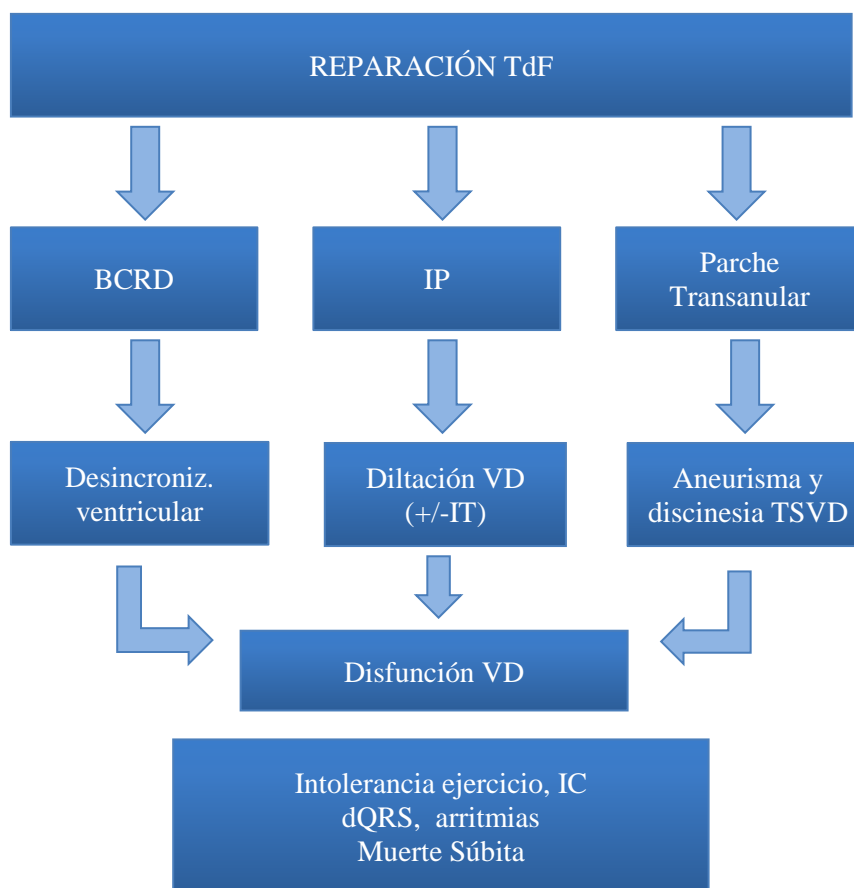 REPARACIÓN TdF
BCRD
IP
Parche
Transanular
Desincroniz.
ventricular
Diltación VD
(+/-IT)
Aneurisma y
discinesia TSVD
Disfunción VD
Intolerancia ejercicio, IC
dQRS, arritmias
Muerte Súbita